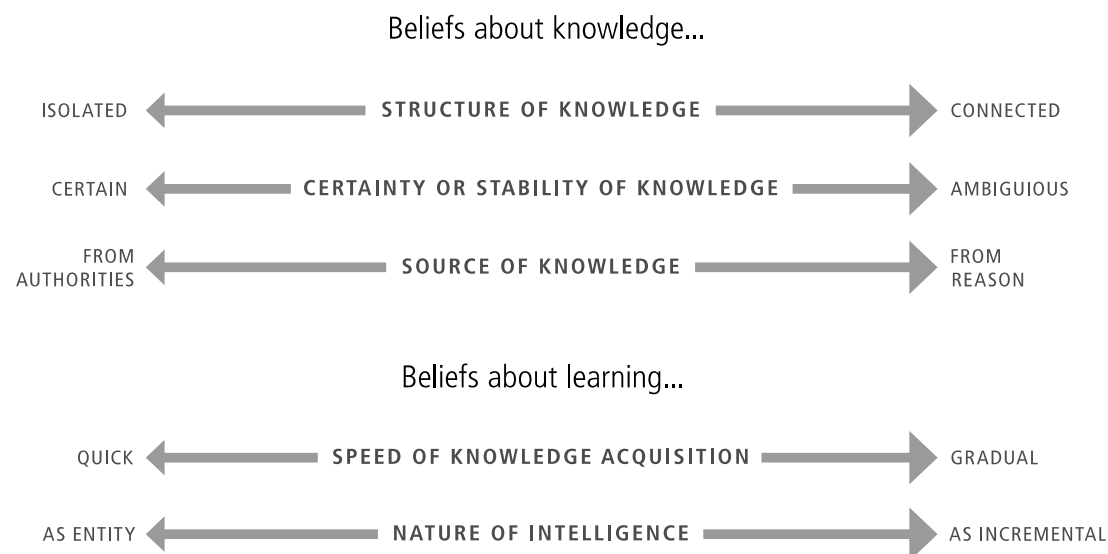 Beliefs about knowledge...
ISOLATED STRUCTURE OF KNOWLEDGE CONNECTED
CERTAIN CERTAINTY OR STABILITY OF KNOWLEDGE AMBIGUIOUS
FROM AUTHORITIES SOURCE OF KNOWLEDGE FROM REASON
Beliefs about learning...
QUICK SPEED OF KNOWLEDGE ACQUISITION GRADUAL
AS ENTITY NATURE OF INTELLIGENCE AS INCREMENTAL